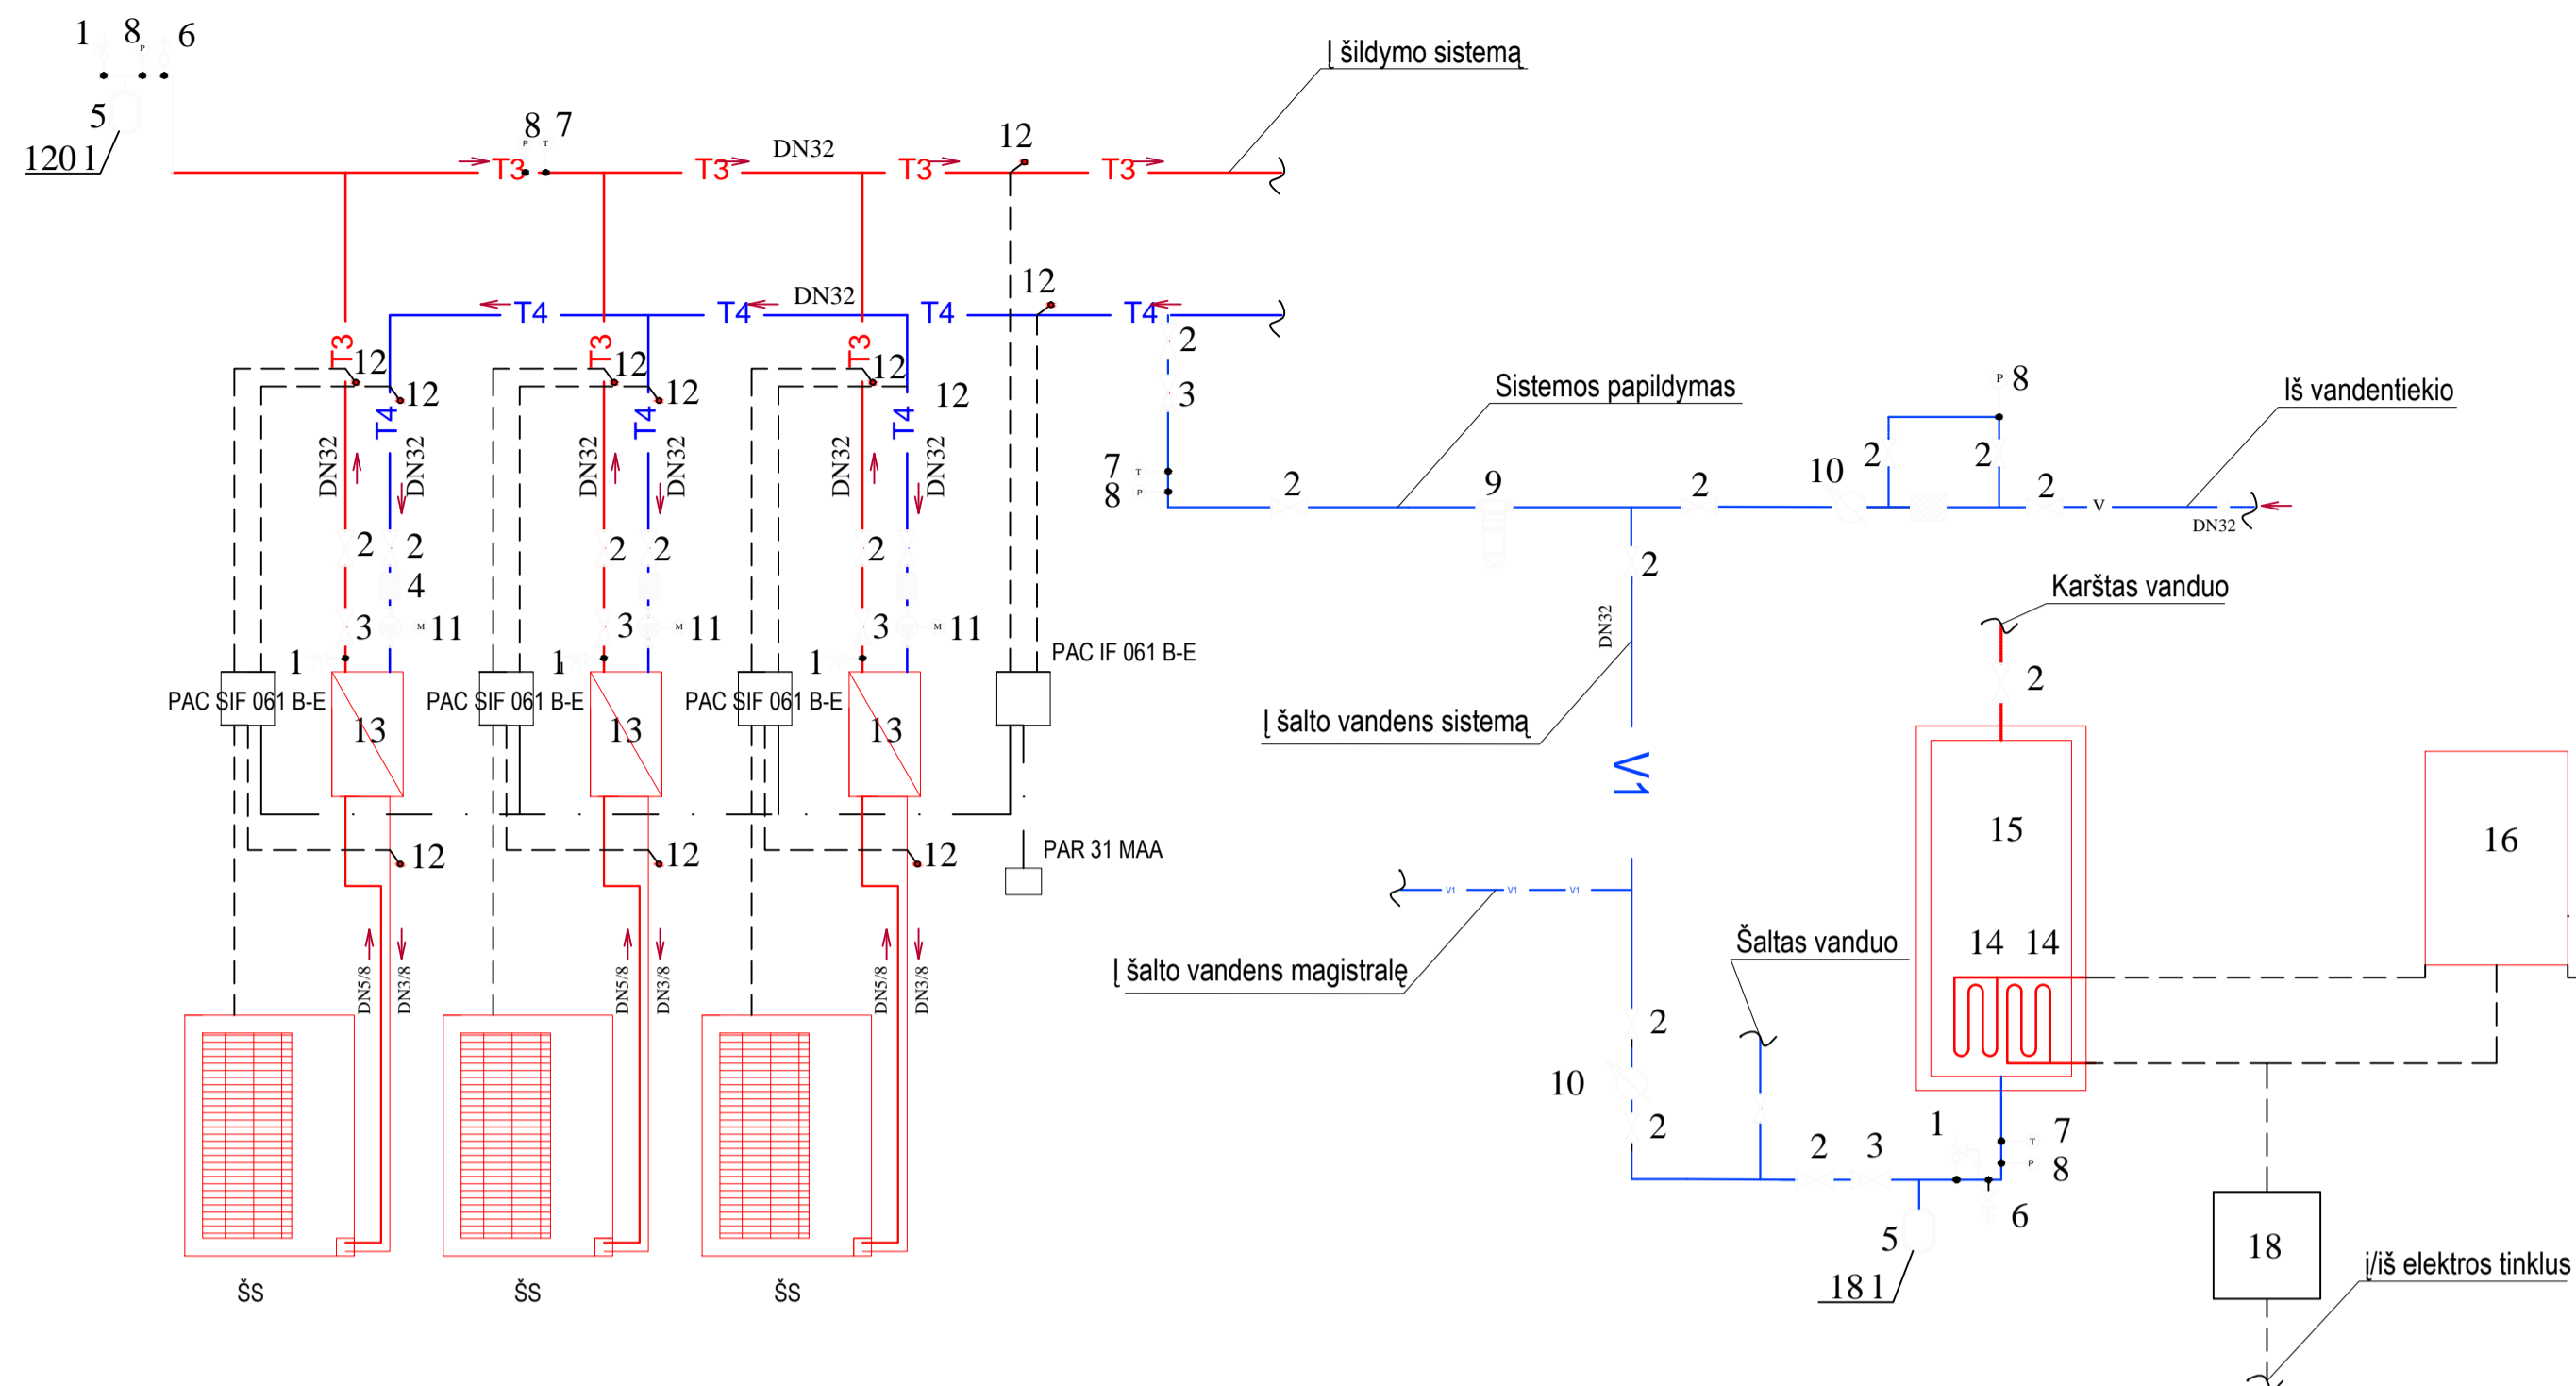 1 8 6
P
Į šildymo sistemą
5
120 l
8 7
P T
DN32
12
T3 T3 T3 T3
12
DN32
T4 T4 T4 T4
2
T3 12 T3 12 T3 12
12 12 12
3
Sistemos papildymas
P 8
Iš vandentiekio
T4 T4 T4
DN32 DN32 DN32 DN32 DN32 DN32
7 T
8 P
2 9 2 10 2 2 2
V
DN32
2 2 2 2 2
4
2
3 M 11 3 M 11 3 M 11
DN32
Karštas vanduo
1 1 1
PAC IF 061 B-E
2
PAC SIF 061 B-E PAC SIF 061 B-E PAC SIF 061 B-E
13 13 13
Į šalto vandens sistemą
V1
15
16
12 12 12
PAR 31 MAA
V1 V1 V1
Į šalto vandens magistralę
Šaltas vanduo
14 14
DN5/8 DN3/8 DN5/8 DN3/8 DN5/8 DN3/8
2
10
2
2 3 1
T 7
P 8
5 6
18 l
18
į/iš elektros tinklus
ŠS ŠS ŠS